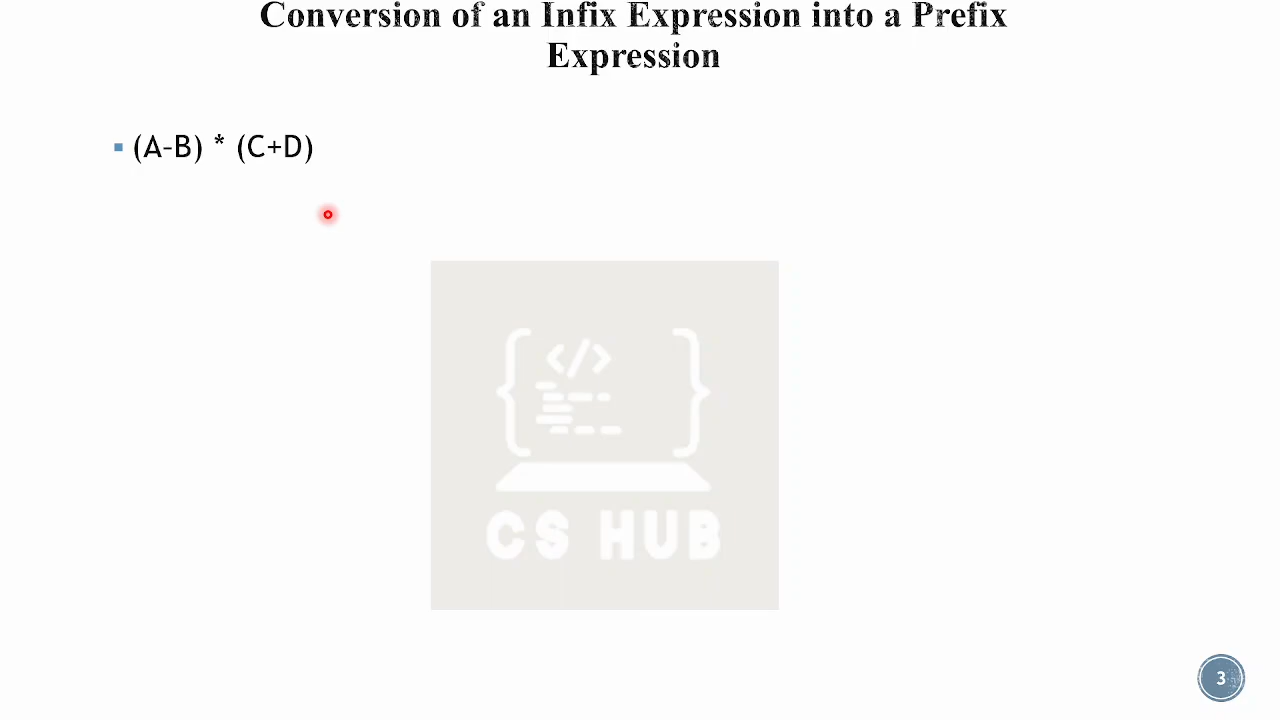 Conversion of an Infix Expression into a Prefix
Expression
(A-B) * (C+D)
</>
CS HUB
3